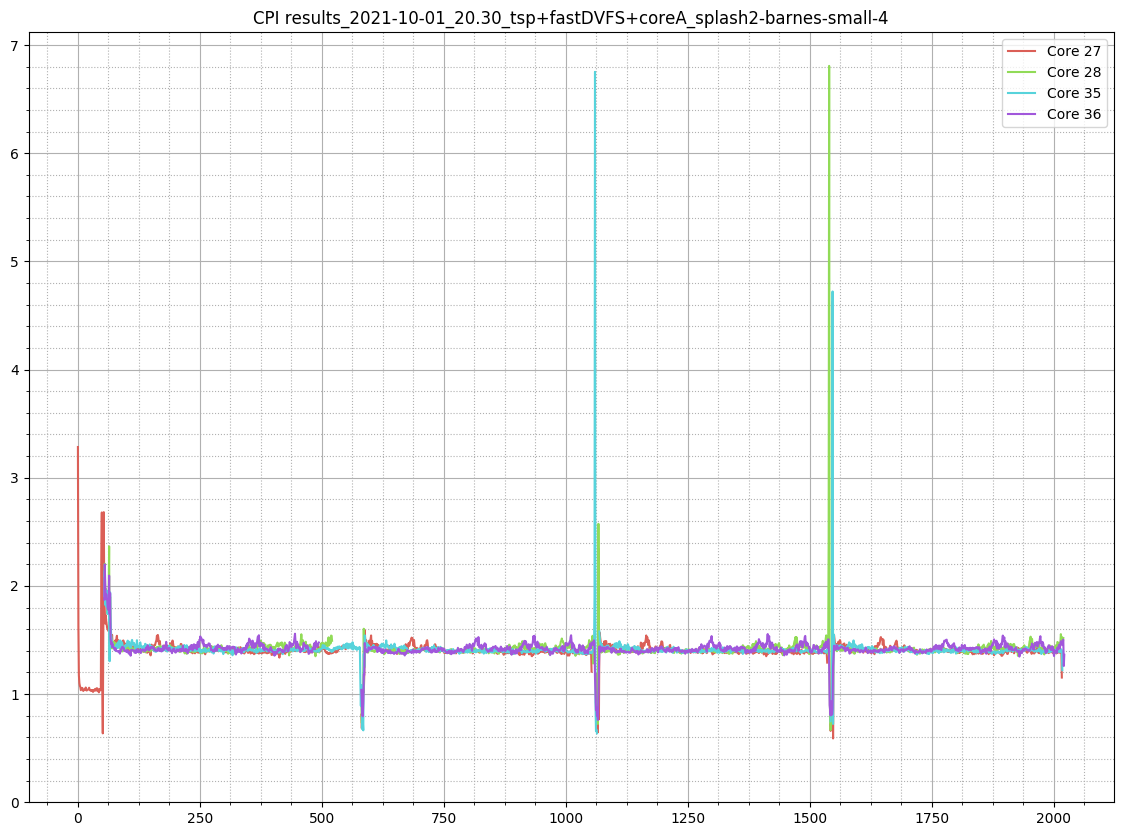 CPI results_2021-10-01_20.30_tsp+fastDVFS+coreA_splash2-barnes-small-4
Core 27
Core 28
Core 35
Core 36
7
6
5
4
3
2
1
0
0 250 500 750 1000 1250 1500 1750 2000